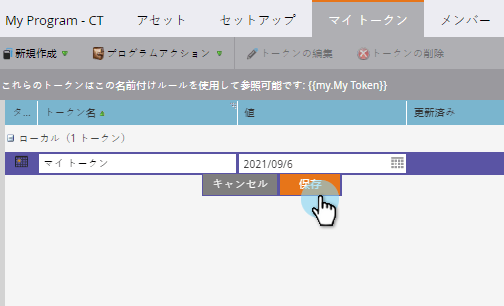 My Program - CT アセット セットアップ マイ トークン メンバー
新規作成 プログラムアクション トークンの編集 トークンの削除
これらのトークンはこの名前付けルールを使用して参照可能です: {{my.My Token}}
タ... トークン名 値 更新済み
ローカル（1 トークン）
マイ トークン 2021/09/6
キャンセル 保存